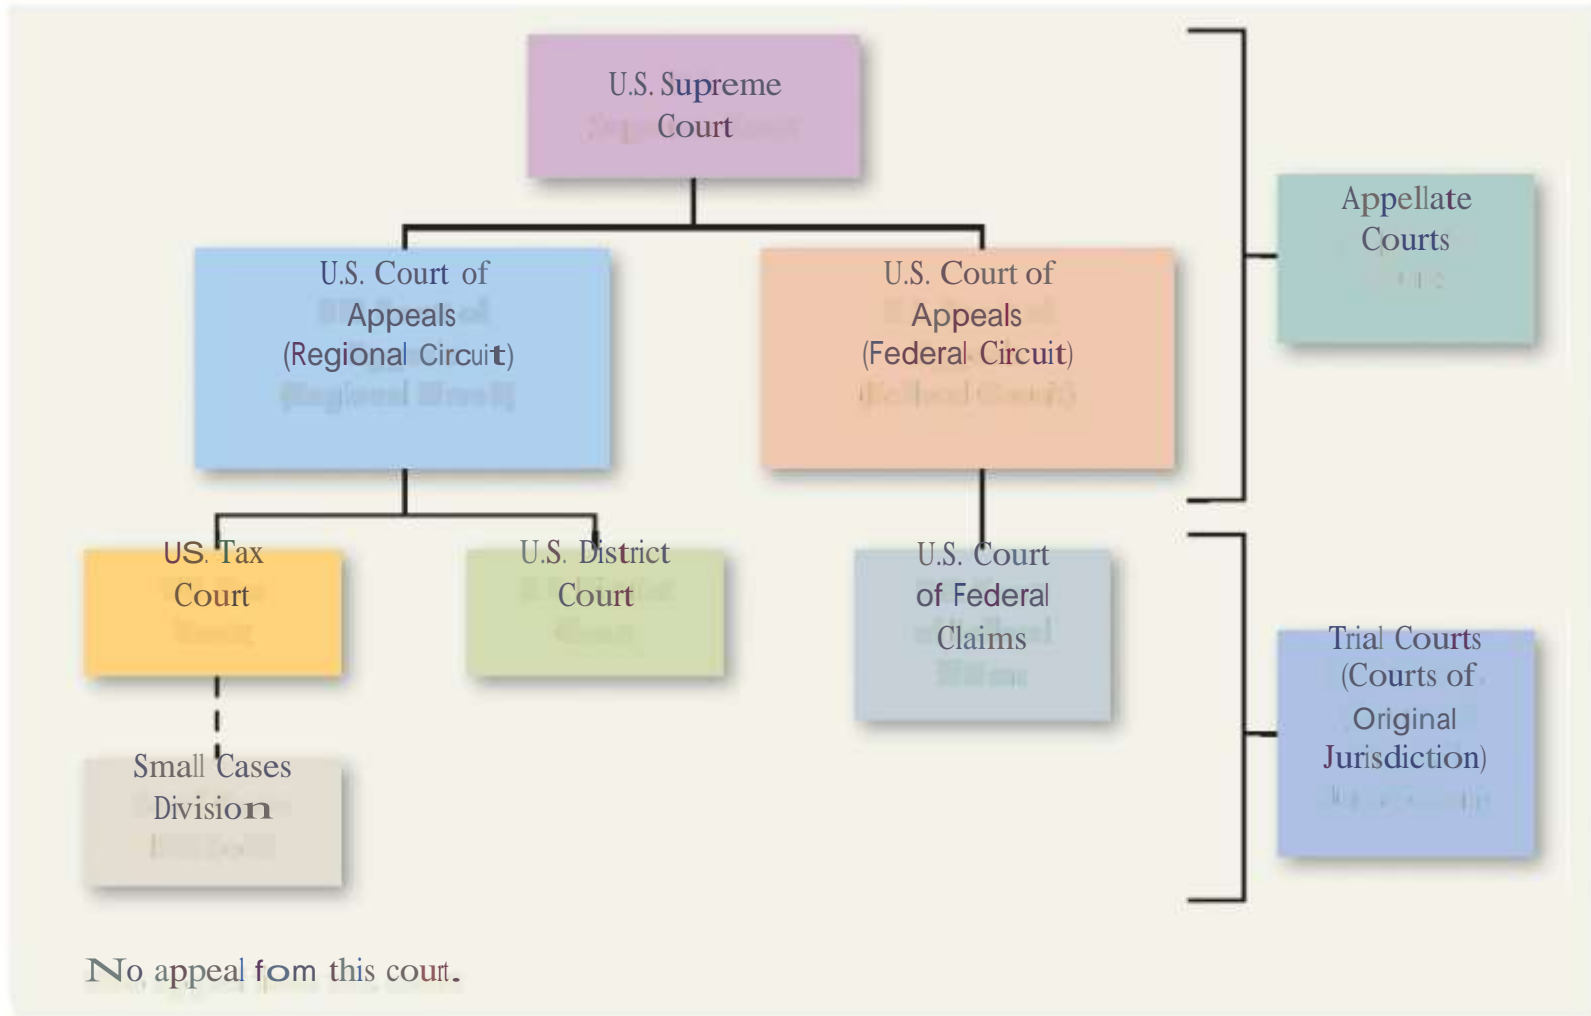 U.S. Supreme
Court
Appellate
Courts
U.S. Court of
Appeals
(Regional Circuit)
U.S. Court of
Appeals
(Federal Circuit)
US. Tax
Court
U.S. District
Court
U.S. Court
of Federal
Claims
Trial Courts
(Courts of
Original
Jurisdiction)
Small Cases
Division
No appeal fom this court.